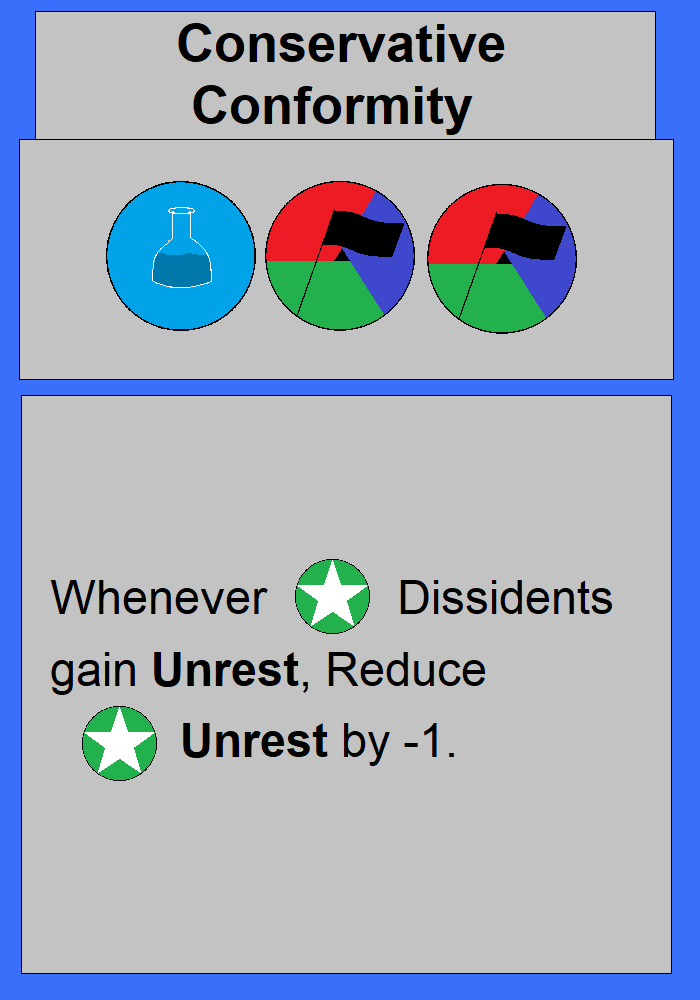 Conservative
Conformity
Whenever Dissidents
gain Unrest, Reduce
Unrest by -1.